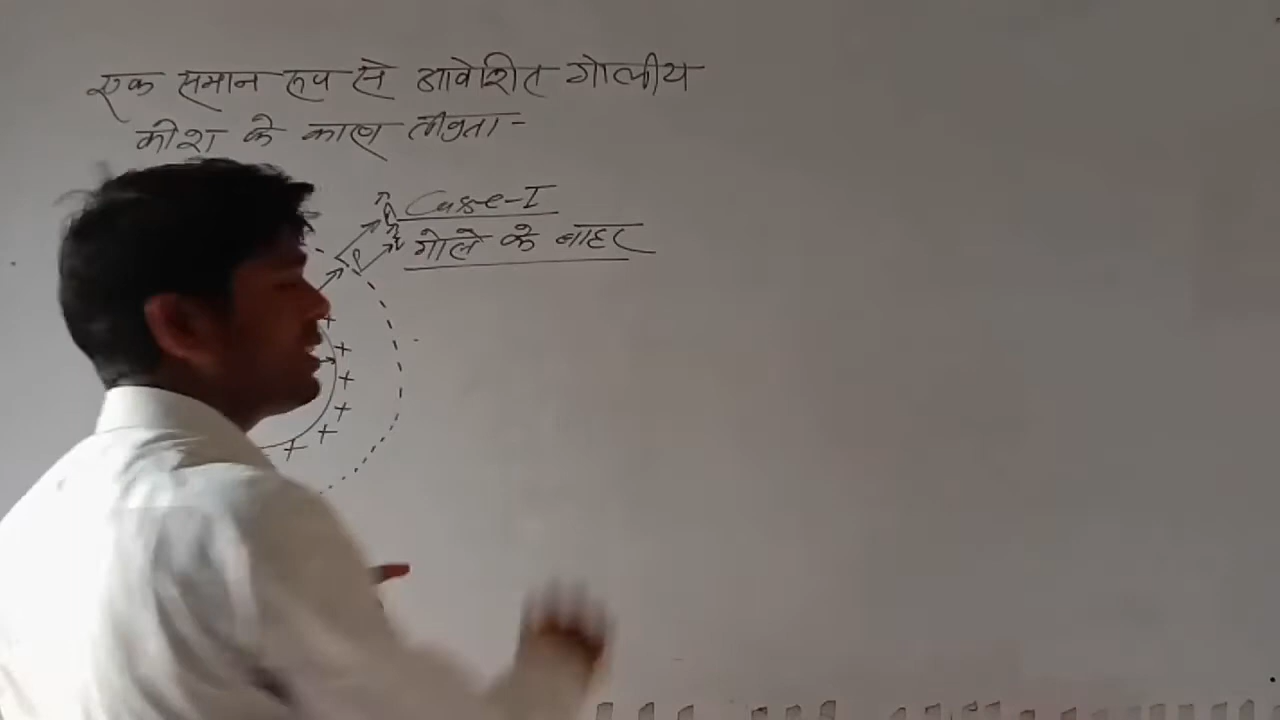 एक समान रूप से आवेशित गोलीय
कोश के कारण तीव्रता -
Case-I
गोले के बाहर